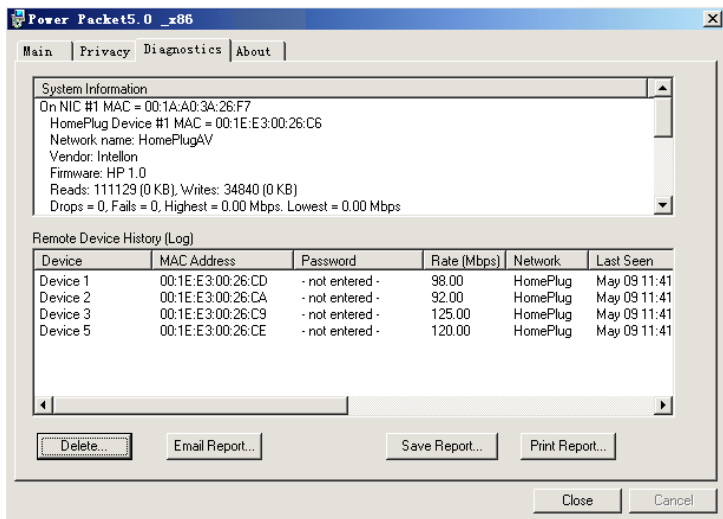 Power Packet5.0 _x86
Main Privacy Diagnostics About
System Information
On NIC #1 MAC = 00:1A:A0:3A:26:F7
HomePlug Device #1 MAC = 00:1E:E3:00:26:C6
Network name: HomePlugAV
Vendor: Intellon
Firmware: HP 1.0
Reads: 111129 (0 KB), Writes: 34840 (0 KB)
Drops = 0, Fails = 0, Highest = 0.00 Mbps. Lowest = 0.00 Mbps
Remote Device History (Log)
Device MAC Address Password Rate (Mbps) Network Last Seen
Device 1 00:1E:E3:00:26:CD - not entered - 98.00 HomePlug May 09 11:41
Device 2 00:1E:E3:00:26:CA - not entered - 92.00 HomePlug May 09 11:41
Device 3 00:1E:E3:00:26:C9 - not entered - 125.00 HomePlug May 09 11:41
Device 5 00:1E:E3:00:26:CE - not entered - 120.00 HomePlug May 09 11:41
Delete... Email Report... Save Report... Print Report...
Close Cancel